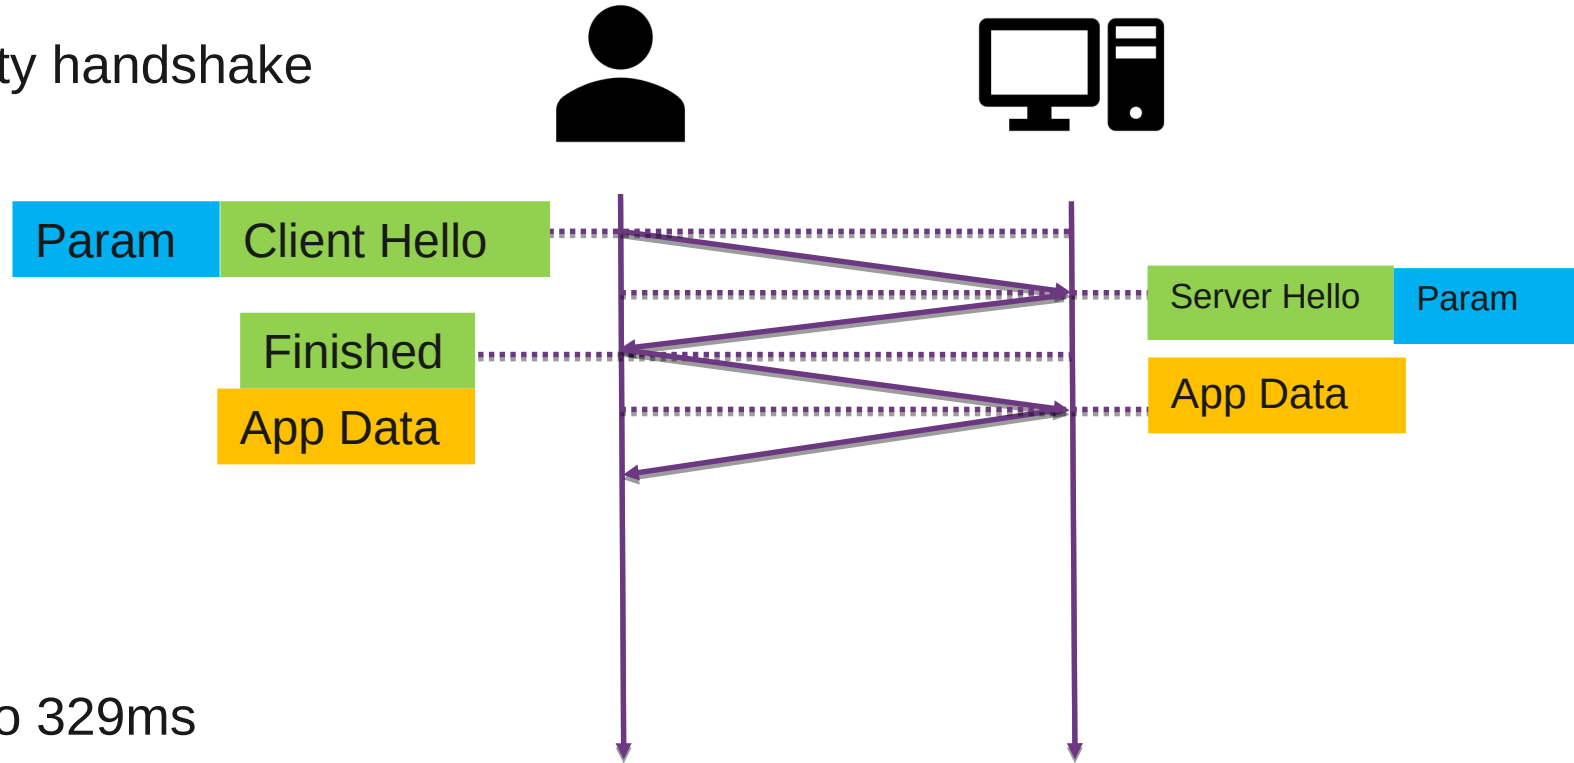 ty handshake
Param Client Hello
Server Hello Param
Finished
App Data
App Data
o 329ms